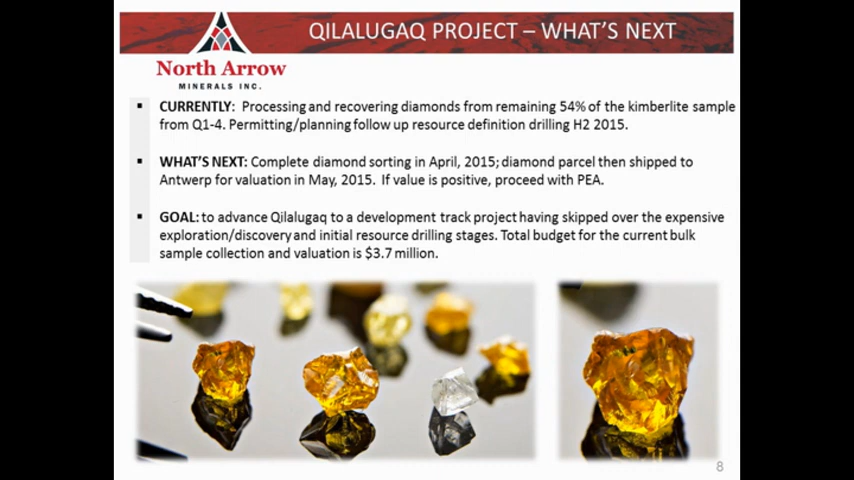 QILALUGAQ PROJECT – WHAT'S NEXT
North Arrow
MINERALS INC.
▪ CURRENTLY: Processing and recovering diamonds from remaining 54% of the kimberlite sample
from Q1-4. Permitting/planning follow up resource definition drilling H2 2015.
▪ WHAT'S NEXT: Complete diamond sorting in April, 2015; diamond parcel then shipped to
Antwerp for valuation in May, 2015. If value is positive, proceed with PEA.
▪ GOAL: to advance Qilalugaq to a development track project having skipped over the expensive
exploration/discovery and initial resource drilling stages. Total budget for the current bulk
sample collection and valuation is $3.7 million.
8